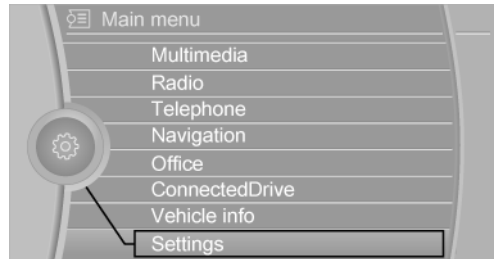 Main menu
Multimedia
Radio
Telephone
Navigation
Office
ConnectedDrive
Vehicle info
Settings